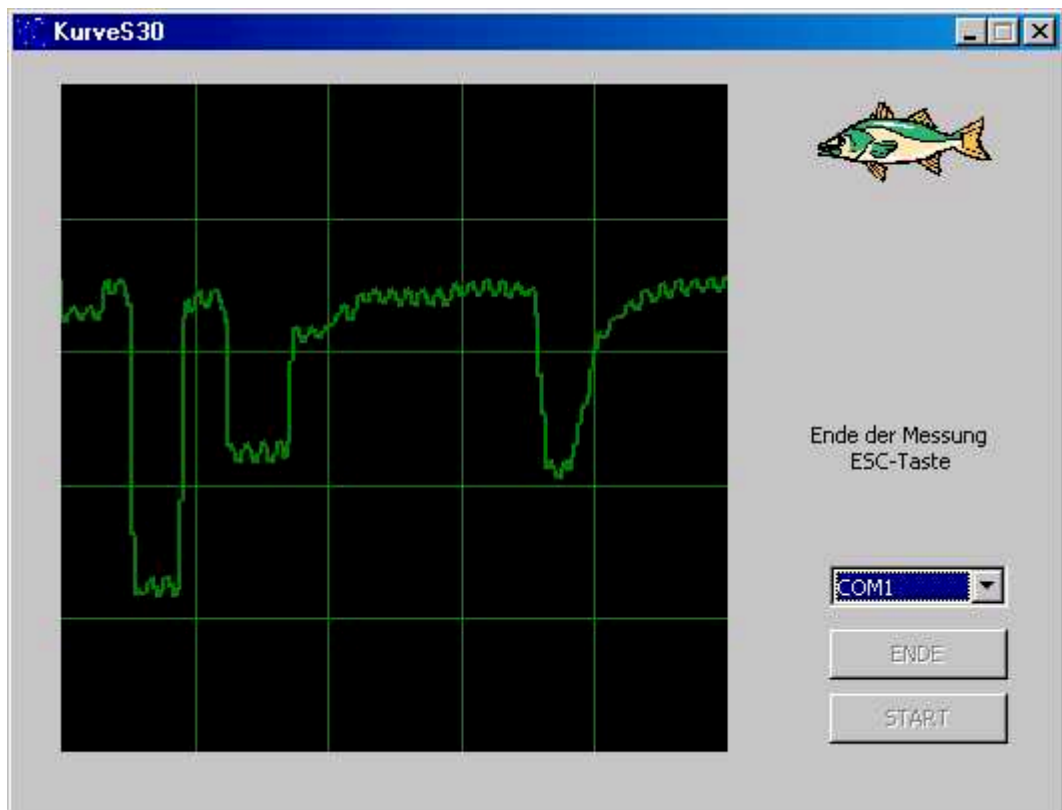 KurveS30
Ende der Messung
ESC-Taste
COM1
ENDE
START